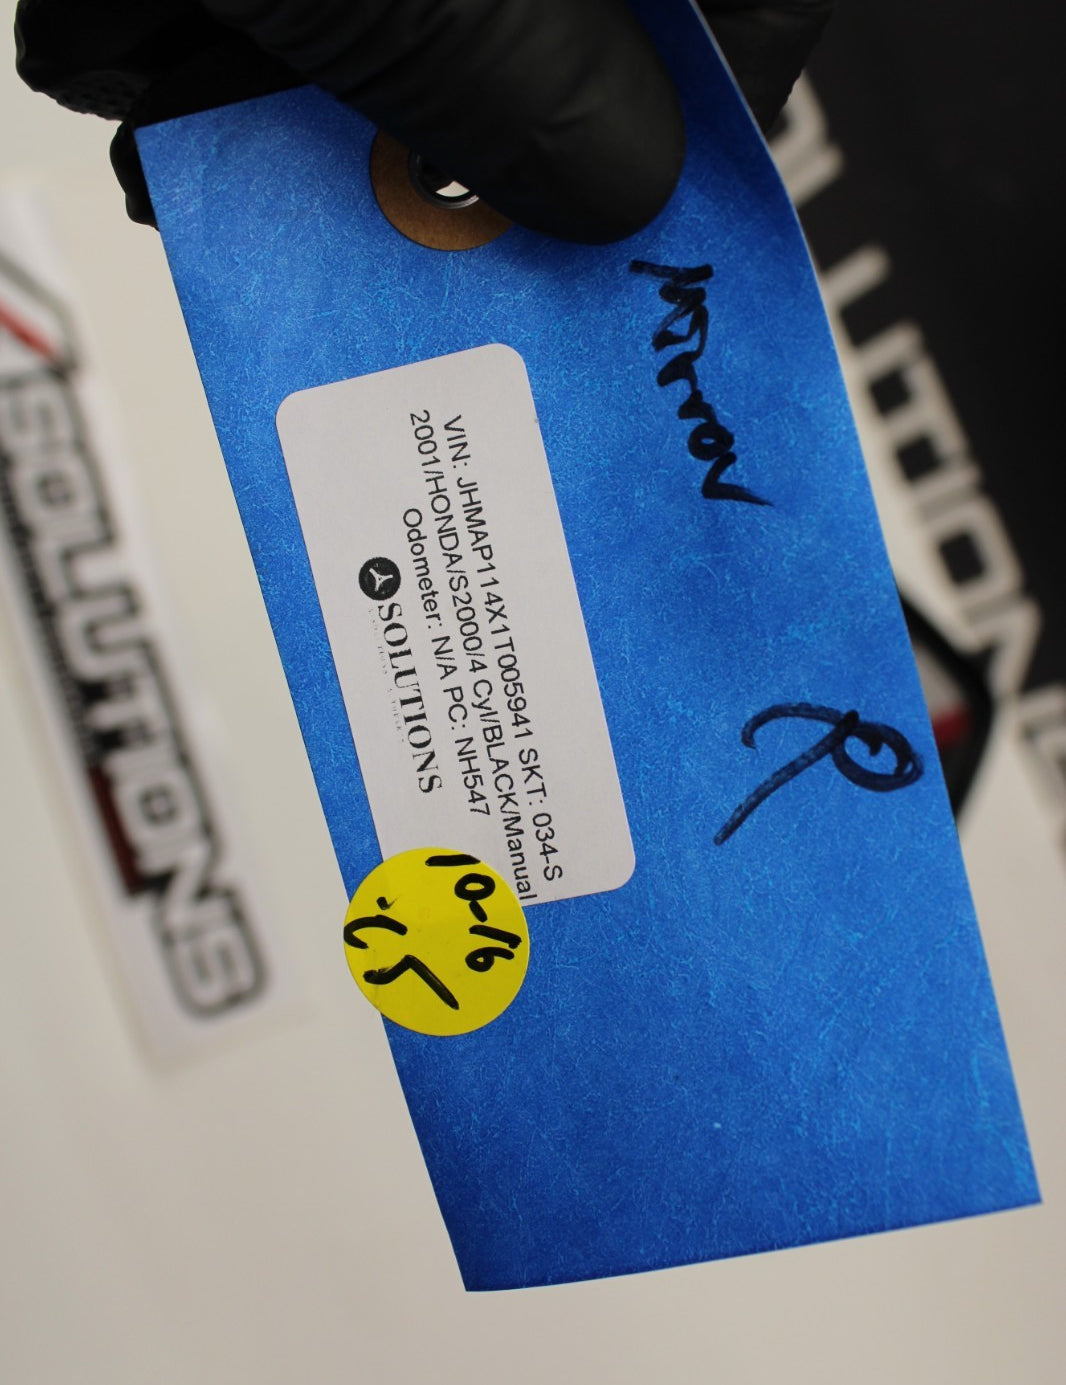 Mirror
R
VIN: JHMAP114X1T005941 SKT: 034-S
2001/HONDA/S2000/4 Cyl/BLACK/Manual
Odometer: N/A PC: NH547
SOLUTIONS
10-16
SOLUTIONS
OLUTIONS